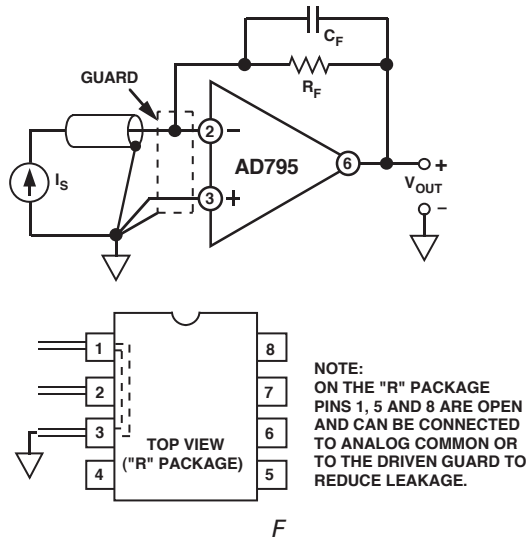 C_F
R_F
GUARD
2 −
AD795
6
+
I_S
3 +
V_OUT
−
1
8
2
7
3
6
4
5
TOP VIEW
("R" PACKAGE)
NOTE:
ON THE "R" PACKAGE
PINS 1, 5 AND 8 ARE OPEN
AND CAN BE CONNECTED
TO ANALOG COMMON OR
TO THE DRIVEN GUARD TO
REDUCE LEAKAGE.
F